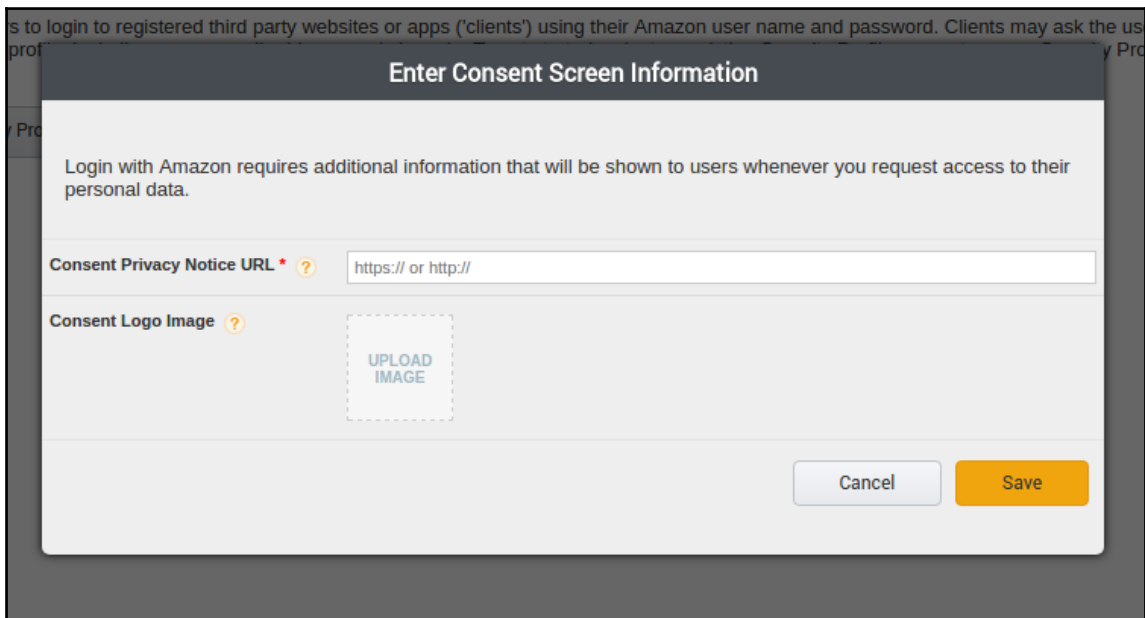 s to login to registered third party websites or apps ('clients') using their Amazon user name and password. Clients may ask the us
prof
y Pro
Enter Consent Screen Information
y Pro
Login with Amazon requires additional information that will be shown to users whenever you request access to their
personal data.
Consent Privacy Notice URL * ?
https:// or http://
Consent Logo Image ?
UPLOAD
IMAGE
Cancel
Save